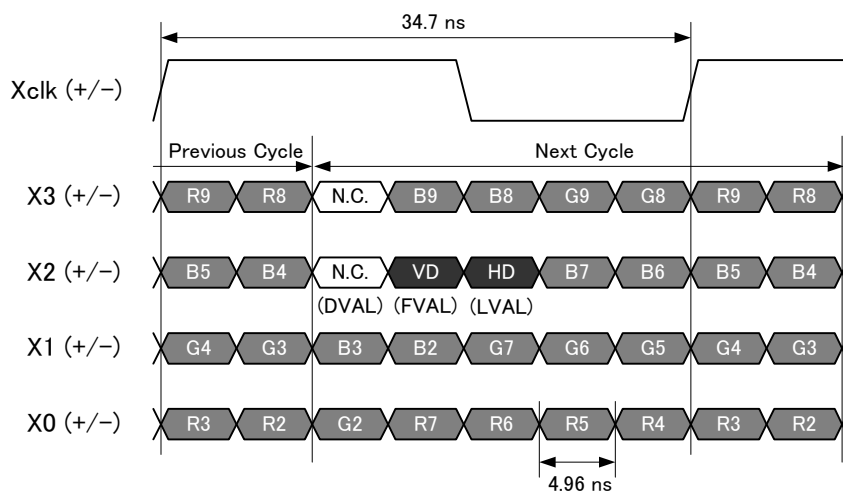 34.7 ns
Xclk (+/−)
Previous Cycle Next Cycle
X3 (+/−) R9 R8 N.C. B9 B8 G9 G8 R9 R8
X2 (+/−) B5 B4 N.C. VD HD B7 B6 B5 B4
(DVAL) (FVAL) (LVAL)
X1 (+/−) G4 G3 B3 B2 G7 G6 G5 G4 G3
X0 (+/−) R3 R2 G2 R7 R6 R5 R4 R3 R2
4.96 ns